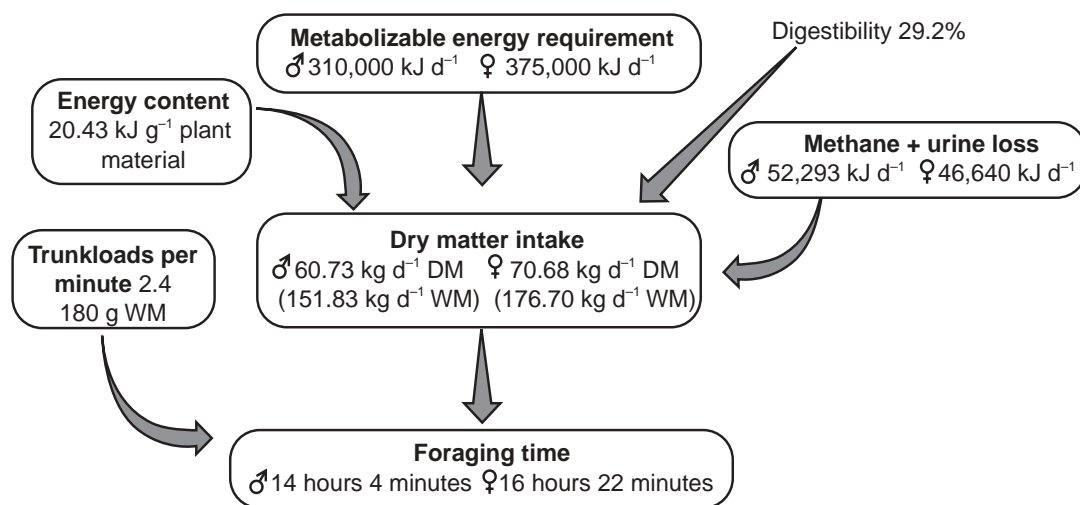 Metabolizable energy requirement
♂ 310,000 kJ d⁻¹ ♀ 375,000 kJ d⁻¹
Digestibility 29.2%
Energy content
20.43 kJ g⁻¹ plant
material
Methane + urine loss
♂ 52,293 kJ d⁻¹ ♀ 46,640 kJ d⁻¹
Dry matter intake
♂ 60.73 kg d⁻¹ DM ♀ 70.68 kg d⁻¹ DM
(151.83 kg d⁻¹ WM) (176.70 kg d⁻¹ WM)
Trunkloads per
minute 2.4
180 g WM
Foraging time
♂ 14 hours 4 minutes ♀ 16 hours 22 minutes